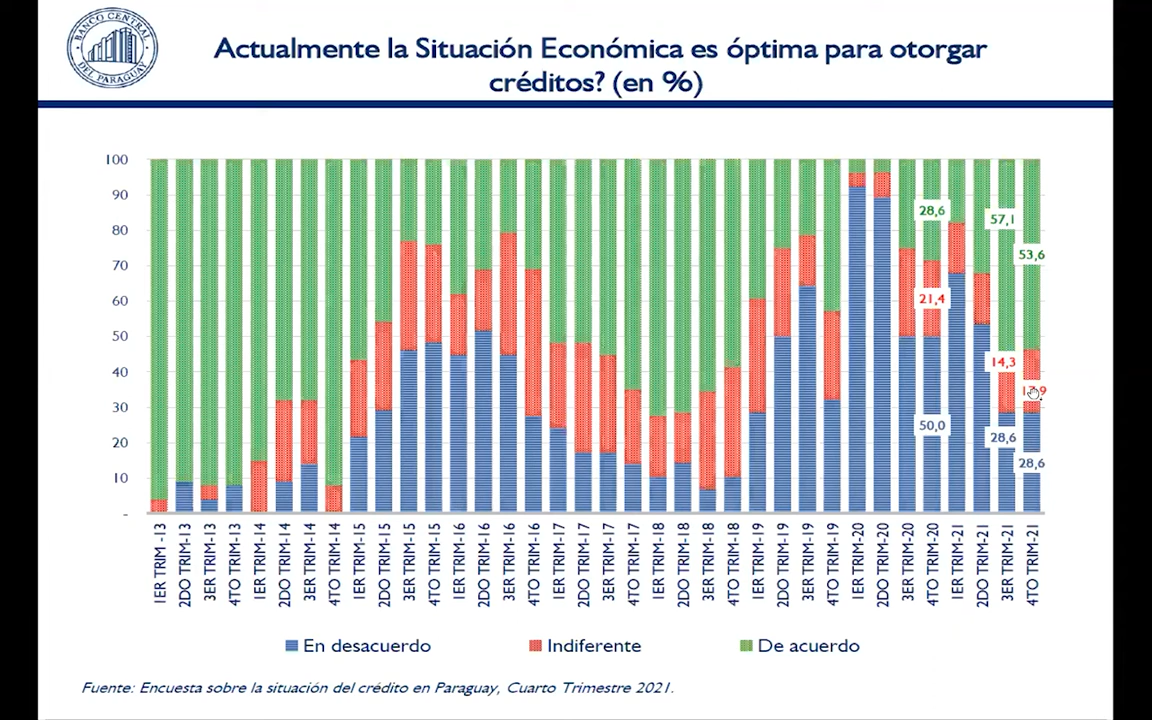 BANCO CENTRAL
DEL PARAGUAY
Actualmente la Situación Económica es óptima para otorgar
créditos? (en %)
100
90
80
70
60
50
40
30
20
10
-
28,6
57,1
53,6
21,4
14,3
50,0
28,6
28,6
1ER TRIM -13
2DO TRIM-13
3ER TRIM-13
4TO TRIM-13
1ER TRIM-14
2DO TRIM-14
3ER TRIM-14
4TO TRIM-14
1ER TRIM-15
2DO TRIM-15
3ER TRIM-15
4TO TRIM-15
1ER TRIM-16
2DO TRIM-16
3ER TRIM-16
4TO TRIM-16
1ER TRIM-17
2DO TRIM-17
3ER TRIM-17
4TO TRIM-17
1ER TRIM-18
2DO TRIM-18
3ER TRIM-18
4TO TRIM-18
1ER TRIM-19
2DO TRIM-19
3ER TRIM-19
4TO TRIM-19
1ER TRIM-20
2DO TRIM-20
3ER TRIM-20
4TO TRIM-20
1ER TRIM-21
2DO TRIM-21
3ER TRIM-21
4TO TRIM-21
En desacuerdo
Indiferente
De acuerdo
Fuente: Encuesta sobre la situación del crédito en Paraguay, Cuarto Trimestre 2021.